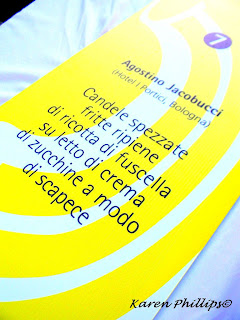 7
Agostino Jacobucci
(Hotel I Portici, Bologna)
Candele spezzate
fritte ripiene
di ricotta di fuscella
su letto di crema
di zucchine a modo
di scapece
Karen Phillips©